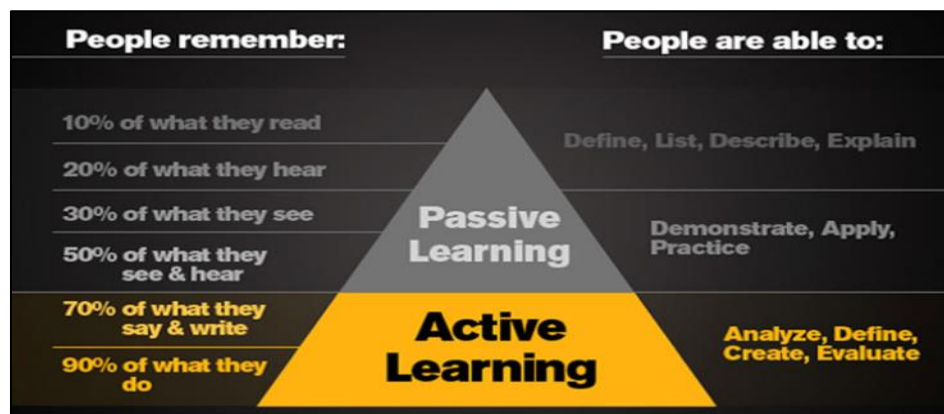 People remember:
People are able to:
10% of what they read
20% of what they hear
30% of what they see
50% of what they
see & hear
70% of what they
say & write
90% of what they
do
Passive
Learning
Active
Learning
Define, List, Describe, Explain
Demonstrate, Apply,
Practice
Analyze, Define,
Create, Evaluate